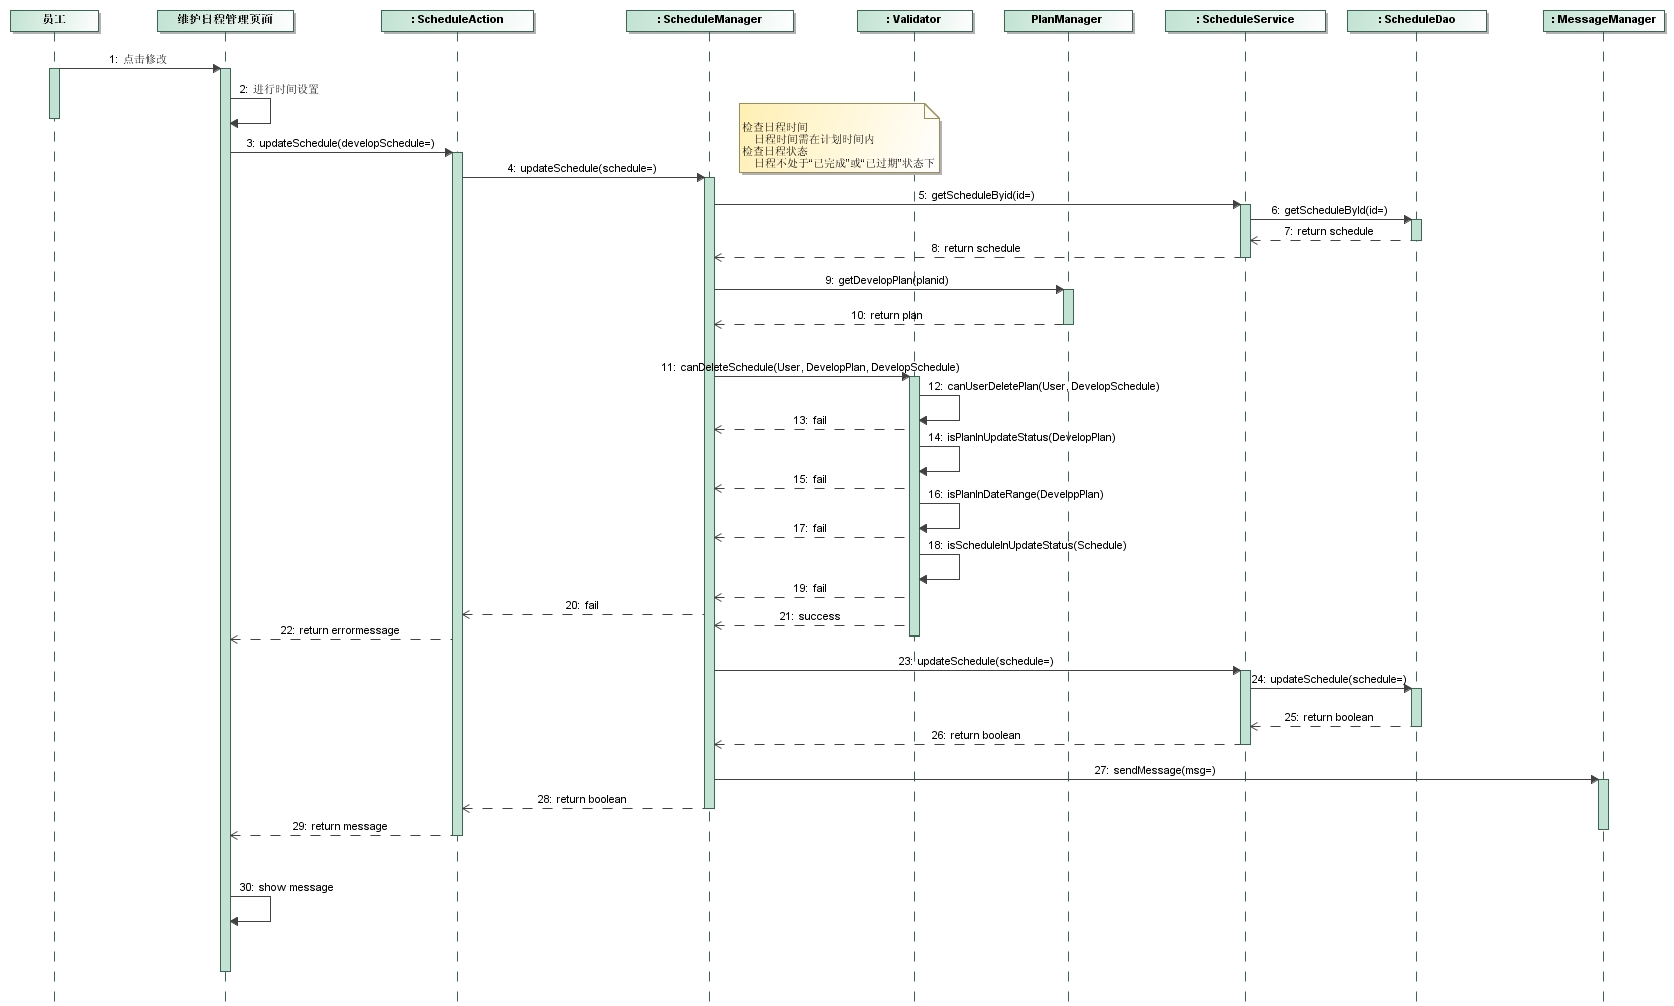 员工
维护日程管理页面
: ScheduleAction
: ScheduleManager
: Validator
PlanManager
: ScheduleService
: ScheduleDao
: MessageManager
1: 点击修改
2: 进行时间设置
检查日程时间
日程时间需在计划时间内
检查日程状态
日程不处于“已完成”或“已过期”状态下
3: updateSchedule(developSchedule=)
4: updateSchedule(schedule=)
5: getScheduleByid(id=)
6: getScheduleById(id=)
7: return schedule
8: return schedule
9: getDevelopPlan(planid)
10: return plan
11: canDeleteSchedule(User, DevelopPlan, DevelopSchedule)
12: canUserDeletePlan(User, DevelopSchedule)
13: fail
14: isPlanInUpdateStatus(DevelopPlan)
15: fail
16: isPlanInDateRange(DevelppPlan)
17: fail
18: isScheduleInUpdateStatus(Schedule)
19: fail
20: fail
21: success
22: return errormessage
23: updateSchedule(schedule=)
24: updateSchedule(schedule=)
25: return boolean
26: return boolean
27: sendMessage(msg=)
28: return boolean
29: return message
30: show message